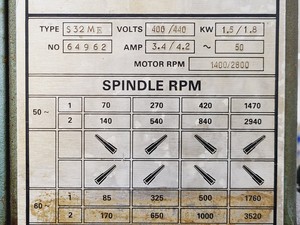 TYPE S32ME VOLTS 400/440 KW 1.5/1.8
NO 64962 AMP 3.4/4.2 ~ 50
MOTOR RPM 1400/2800
SPINDLE RPM
50~ 1 70 270 420 1470
2 140 540 840 2940
60~ 1 85 325 500 1760
2 170 650 1000 3520